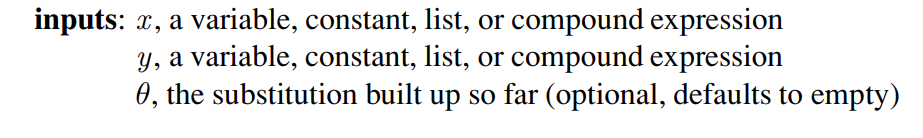 inputs: x, a variable, constant, list, or compound expression
y, a variable, constant, list, or compound expression
θ, the substitution built up so far (optional, defaults to empty)